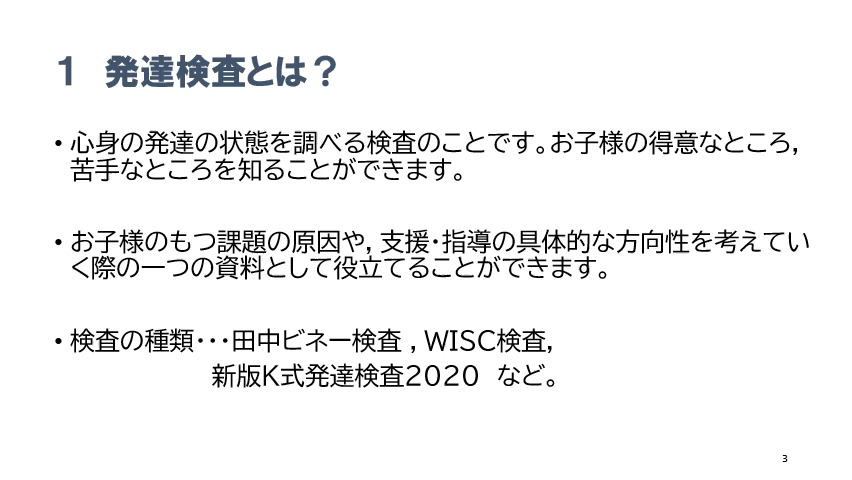 １　発達検査とは？
• 心身の発達の状態を調べる検査のことです。お子様の得意なところ，
苦手なところを知ることができます。
• お子様のもつ課題の原因や，支援・指導の具体的な方向性を考えてい
く際の一つの資料として役立てることができます。
• 検査の種類・・・田中ビネー検査 ，WISC検査，
新版K式発達検査２０２０　など。
3